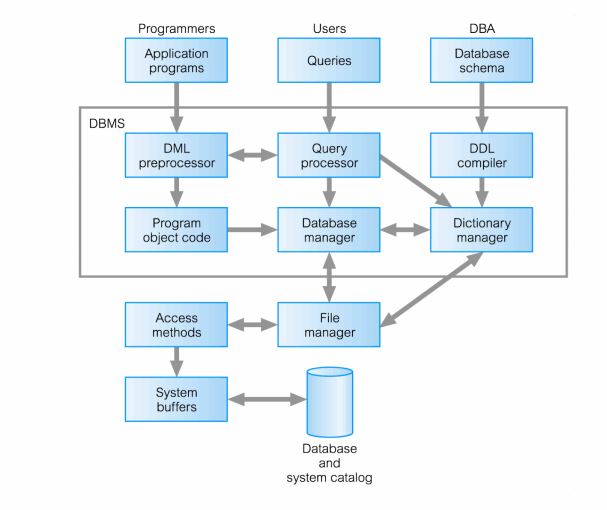 Programmers
Users
DBA
Application
programs
Queries
Database
schema
DBMS
DML
preprocessor
Query
processor
DDL
compiler
Program
object code
Database
manager
Dictionary
manager
Access
methods
File
manager
System
buffers
Database
and
system catalog